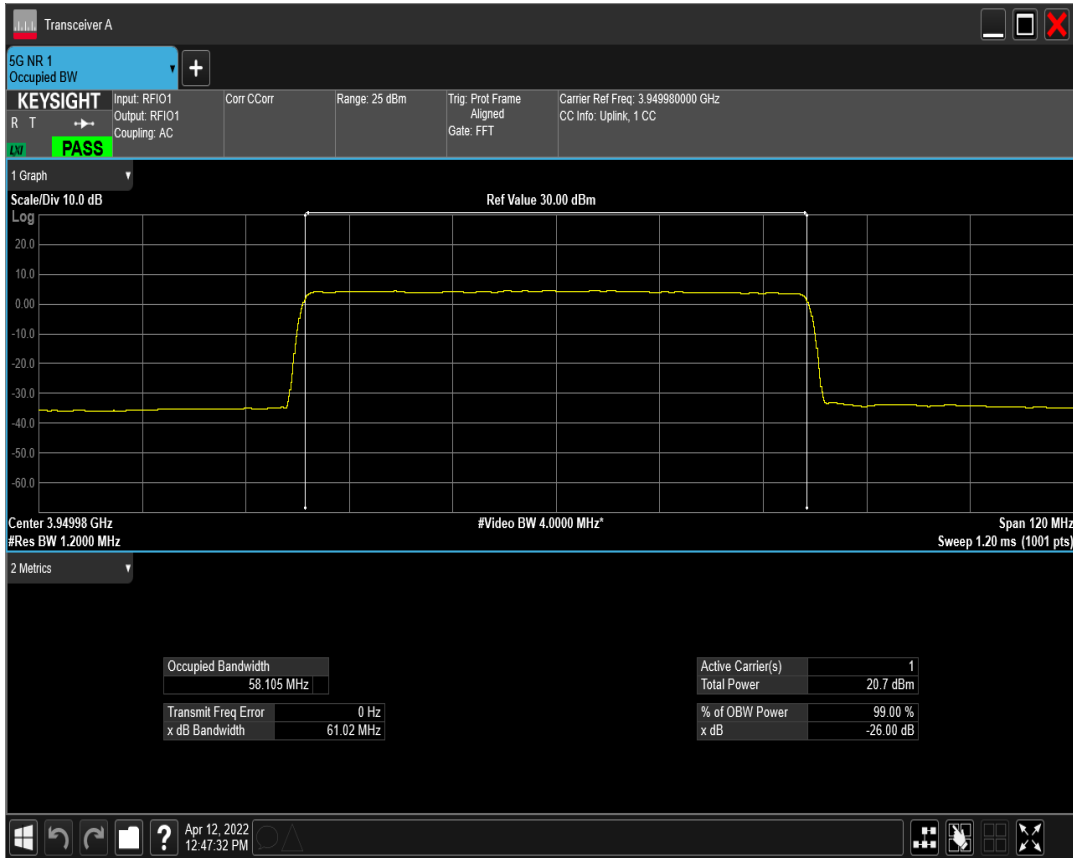 Transceiver A
5G NR 1
Occupied BW
+
KEYSIGHT
R T
LXI
PASS
Input: RFIO1
Output: RFIO1
Coupling: AC
Corr CCorr
Range: 25 dBm
Trig: Prot Frame
Aligned
Gate: FFT
Carrier Ref Freq: 3.949980000 GHz
CC Info: Uplink, 1 CC
1 Graph
Scale/Div 10.0 dB
Ref Value 30.00 dBm
Log
20.0
10.0
0.00
-10.0
-20.0
-30.0
-40.0
-50.0
-60.0
Center 3.94998 GHz
#Video BW 4.0000 MHz*
Span 120 MHz
#Res BW 1.2000 MHz
Sweep 1.20 ms (1001 pts)
2 Metrics
Occupied Bandwidth
58.105 MHz
Transmit Freq Error 0 Hz
x dB Bandwidth 61.02 MHz
Active Carrier(s) 1
Total Power 20.7 dBm
% of OBW Power 99.00 %
x dB -26.00 dB
?
Apr 12, 2022
12:47:32 PM